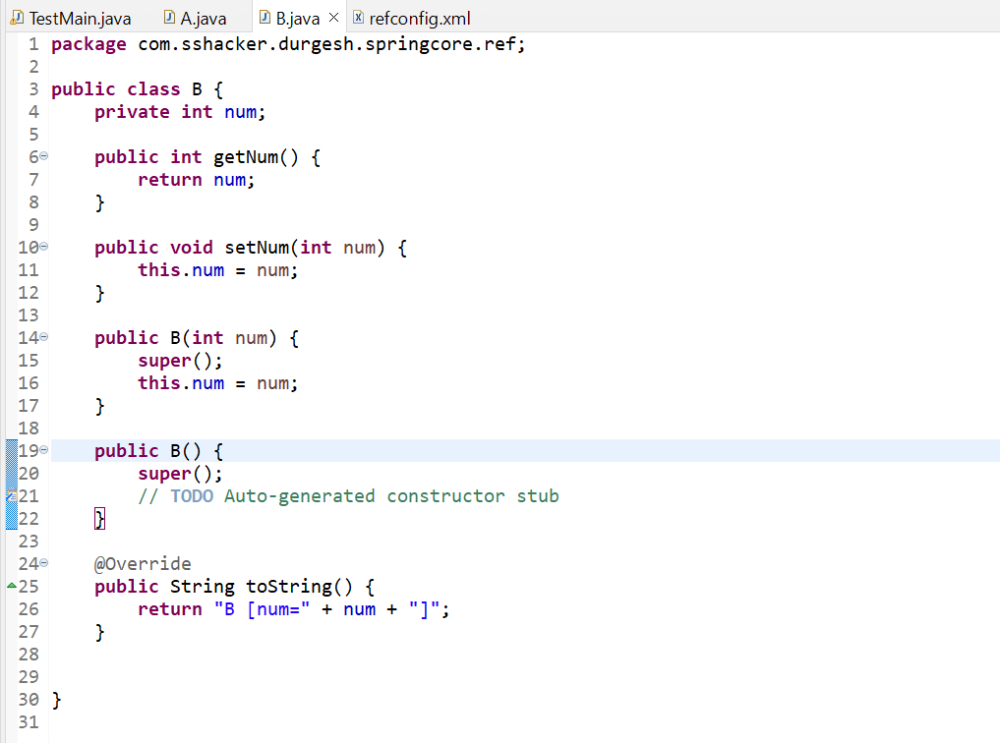 TestMain.java A.java B.java refconfig.xml
1 package com.sshacker.durgesh.springcore.ref;
2
3 public class B {
4     private int num;
5
6     public int getNum() {
7         return num;
8     }
9
10     public void setNum(int num) {
11         this.num = num;
12     }
13
14     public B(int num) {
15         super();
16         this.num = num;
17     }
18
19     public B() {
20         super();
21         // TODO Auto-generated constructor stub
22     }
23
24     @Override
25     public String toString() {
26         return "B [num=" + num + "]";
27     }
28
29
30 }
31